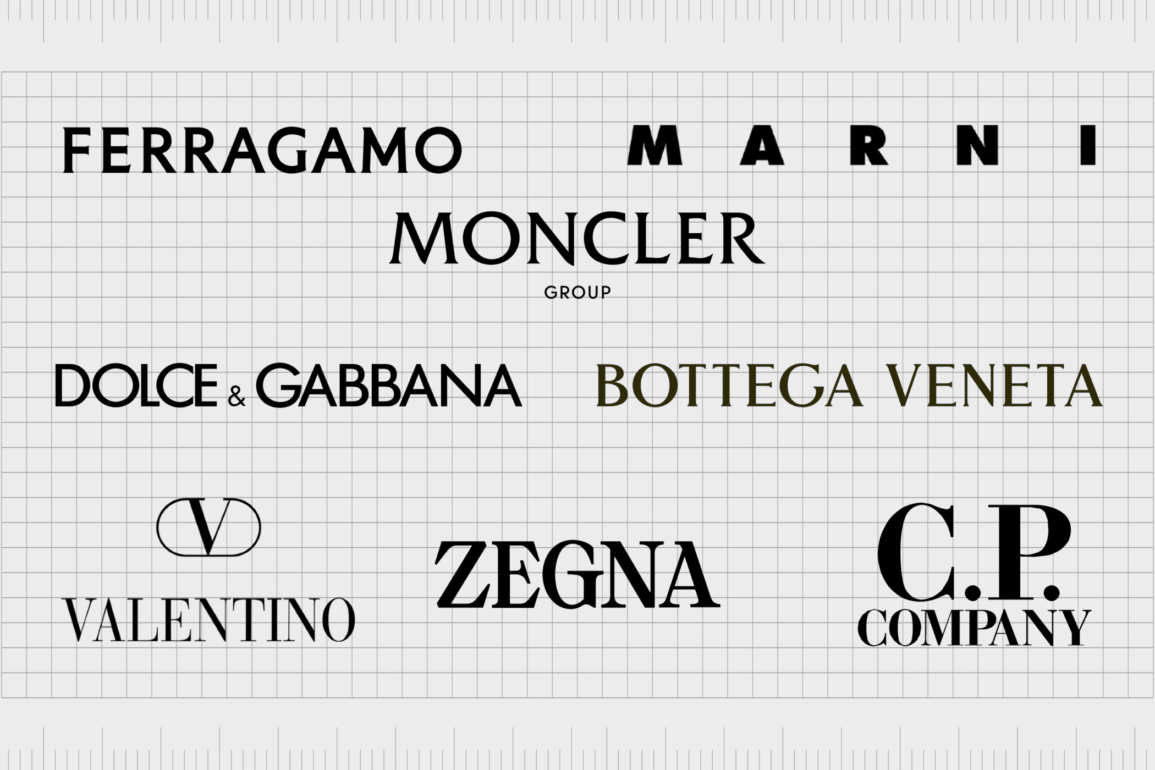 FERRAGAMO
MARNI
MONCLER
GROUP
DOLCE & GABBANA
BOTTEGA VENETA
V
VALENTINO
ZEGNA
C.P.
COMPANY